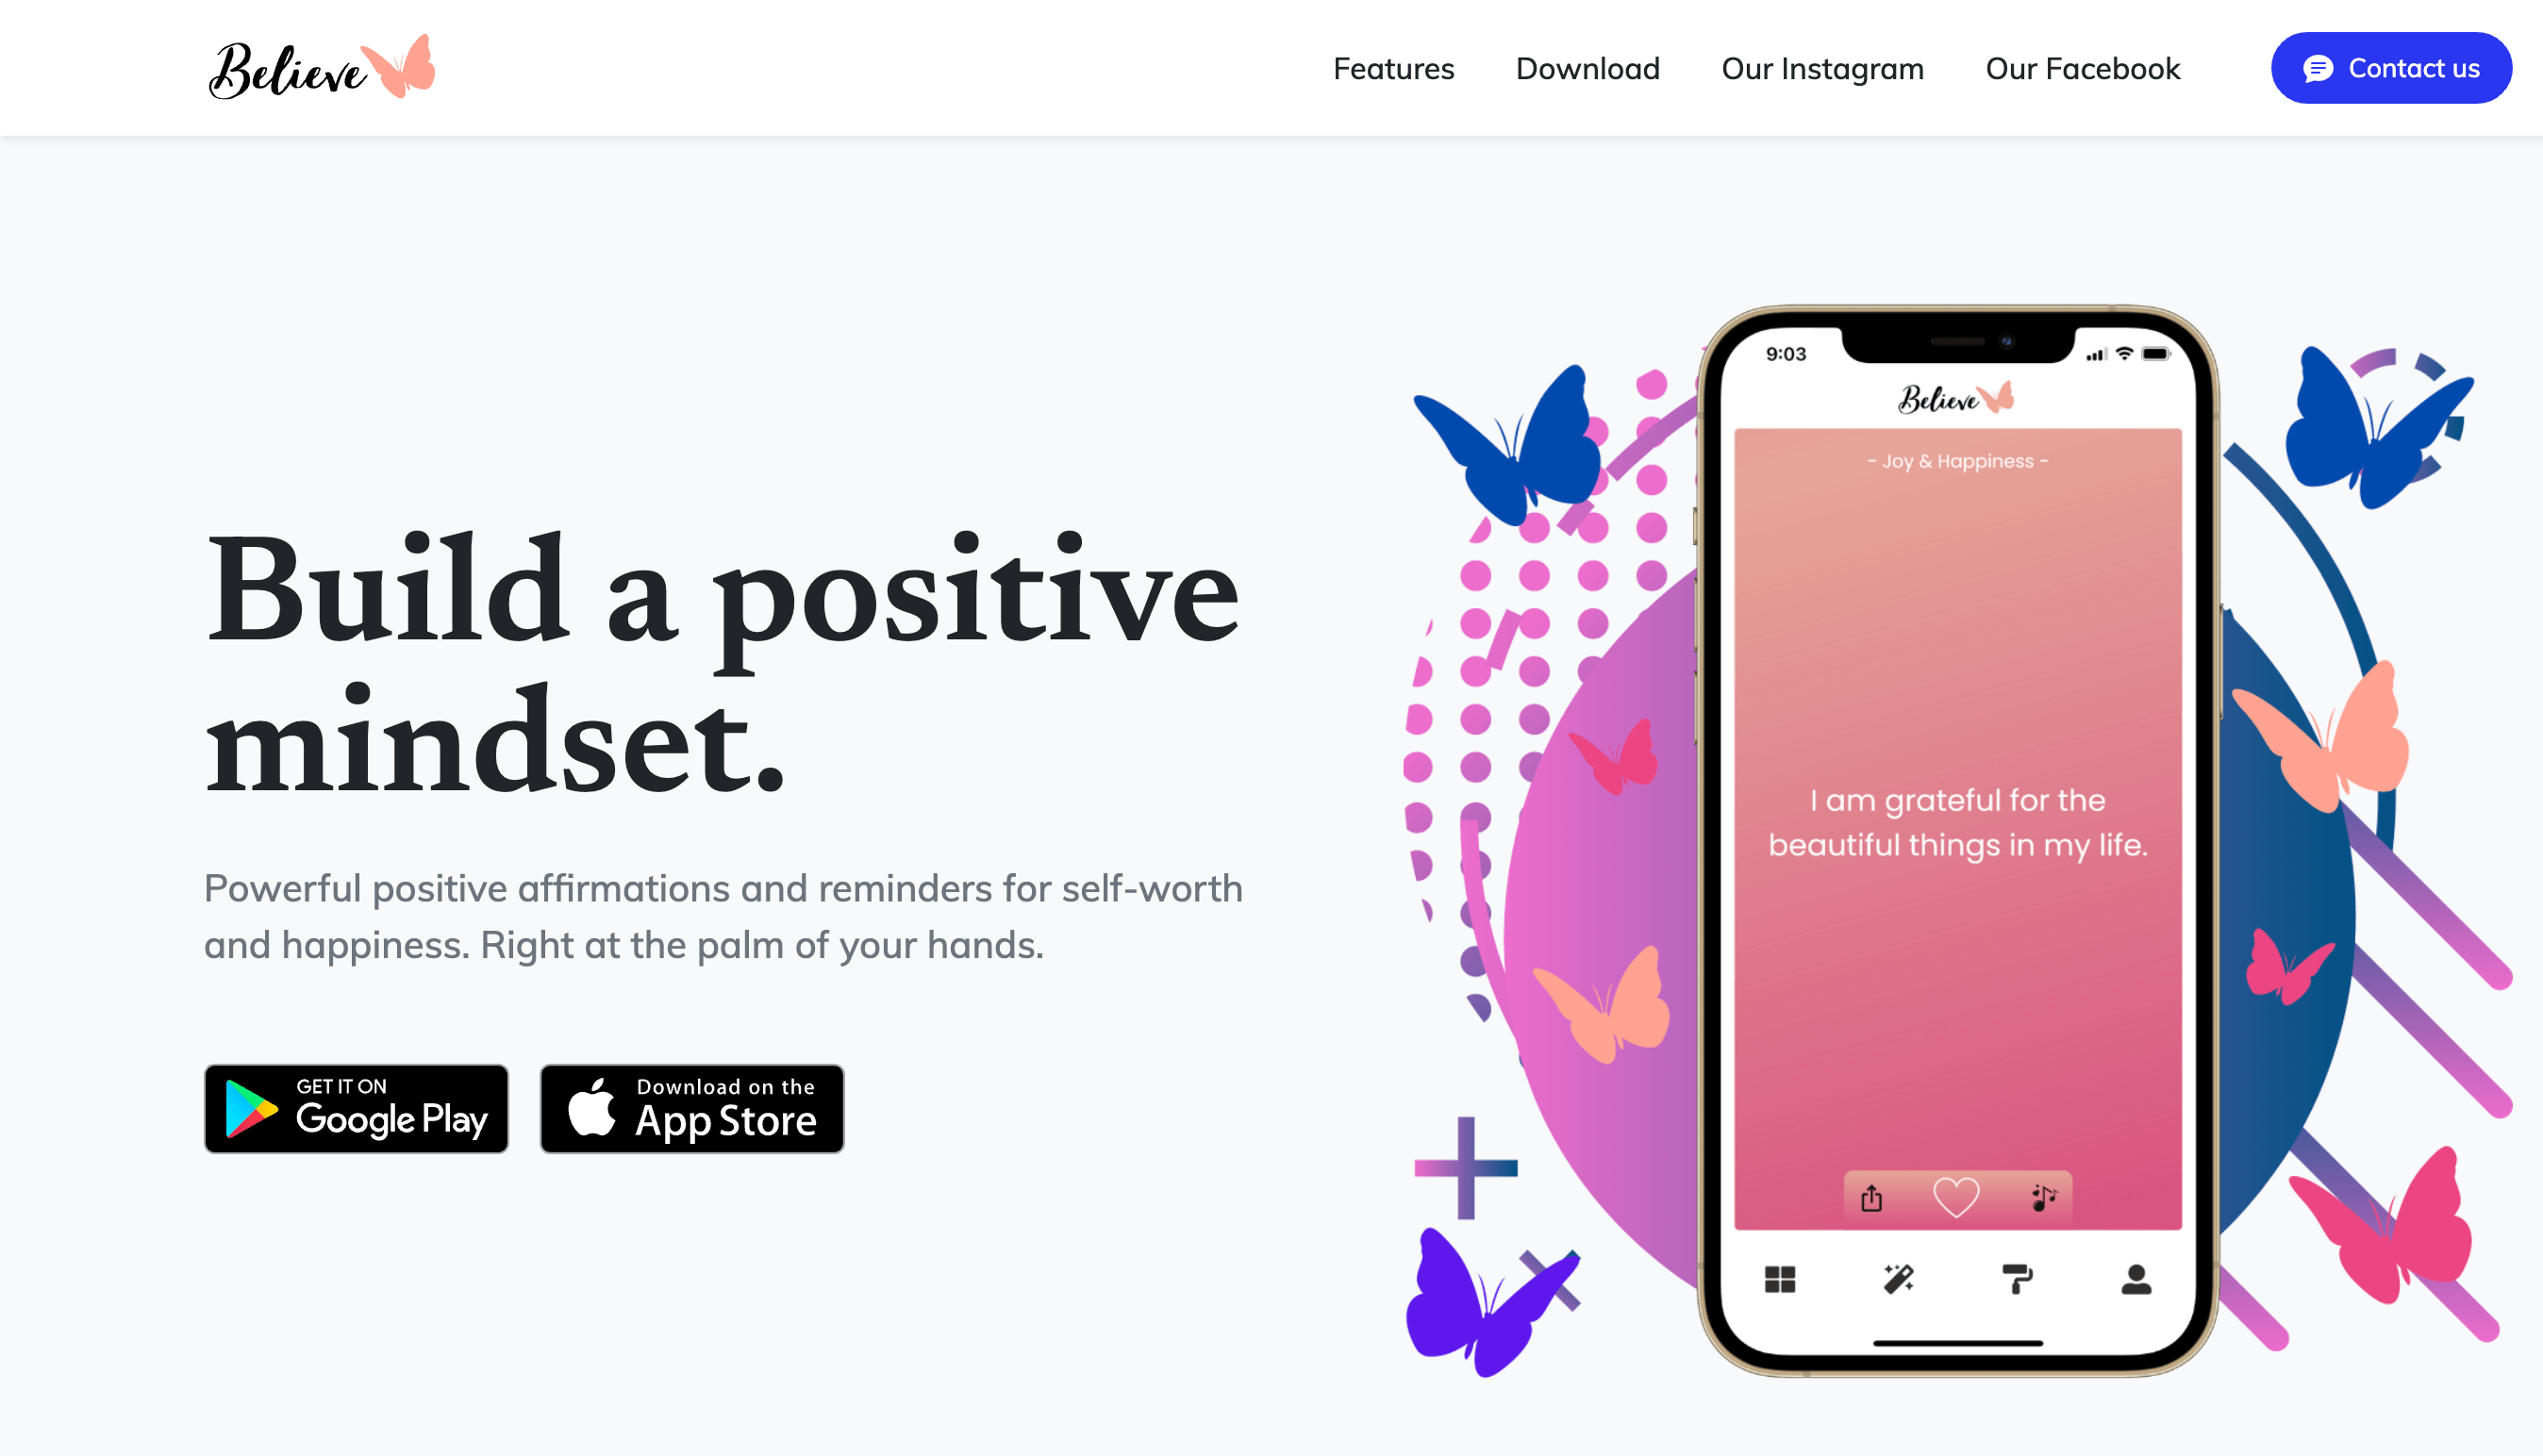 Believe
Features
Download
Our Instagram
Our Facebook
Contact us
Build a positive
mindset.
Powerful positive affirmations and reminders for self-worth
and happiness. Right at the palm of your hands.
GET IT ON
Google Play
Download on the
App Store
9:03
Believe
- Joy & Happiness -
I am grateful for the
beautiful things in my life.